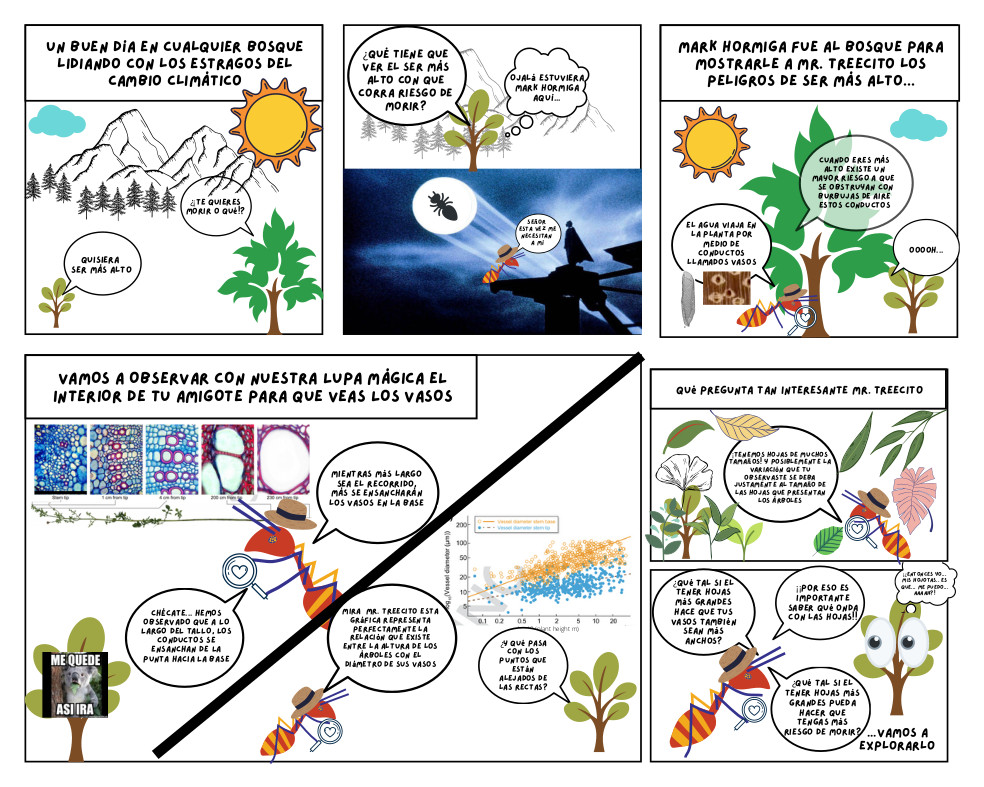 UN BUEN DÍA EN CUALQUIER BOSQUE
LIDIANDO CON LOS ESTRAGOS DEL
CAMBIO CLIMÁTICO
¿TE QUIERES
MORIR O QUÉ!?
QUISIERA
SER MÁS ALTO
¿QUÉ TIENE QUE
VER EL SER MÁS
ALTO CON QUE
CORRA RIESGO DE
MORIR?
OJALÁ ESTUVIERA
MARK HORMIGA
AQUÍ...
SEÑOR
ESTA VEZ ME
NECESITAN
A MÍ
MARK HORMIGA FUE AL BOSQUE PARA
MOSTRARLE A MR. TREECITO LOS
PELIGROS DE SER MÁS ALTO...
CUANDO ERES MÁS
ALTO EXISTE UN
MAYOR RIESGO A QUE
SE OBSTRUYAN CON
BURBUJAS DE AIRE
ESTOS CONDUCTOS
EL AGUA VIAJA EN
LA PLANTA POR
MEDIO DE
CONDUCTOS
LLAMADOS VASOS
OOOOH...
VAMOS A OBSERVAR CON NUESTRA LUPA MÁGICA EL
INTERIOR DE TU AMIGOTE PARA QUE VEAS LOS VASOS
Stem tip
1 cm from tip
4 cm from tip
200 cm from tip
250 cm from tip
MIENTRAS MÁS LARGO
SEA EL RECORRIDO,
MÁS SE ENSANCHARÁN
LOS VASOS EN LA BASE
CHÉCATE... HEMOS
OBSERVADO QUE A LO
LARGO DEL TALLO, LOS
CONDUCTOS SE
ENSANCHAN DE LA
PUNTA HACIA LA BASE
ME QUEDE
ASI IRA
Vessel diameter stem base
Vessel diameter stem tip
(Vessel diameter (µm))
200
100
50
20
10
5
0.1 0.2 0.5 1 2 5 10 20
plant height m)
MIRA MR. TREECITO ESTA
GRÁFICA REPRESENTA
PERFECTAMENTE LA
RELACIÓN QUE EXISTE
ENTRE LA ALTURA DE LOS
ÁRBOLES CON EL
DIÁMETRO DE SUS VASOS
¿Y QUÉ PASA
CON LOS
PUNTOS QUE
ESTÁN
ALEJADOS DE
LAS RECTAS?
QUÉ PREGUNTA TAN INTERESANTE MR. TREECITO
¡TENEMOS HOJAS DE MUCHOS
TAMAÑOS! Y POSIBLEMENTE LA
VARIACIÓN QUE TU
OBSERVASTE SE DEBA
JUSTAMENTE AL TAMAÑO DE
LAS HOJAS QUE PRESENTAN
LOS ÁRBOLES
¿QUÉ TAL SI EL
TENER HOJAS
MÁS GRANDES
HACE QUE TUS
VASOS TAMBIÉN
SEAN MÁS
ANCHOS?
¡¡POR ESO ES
IMPORTANTE
SABER QUÉ ONDA
CON LAS HOJAS!!
¿¡ENTONCES YO...
MIS HOJOTAS.. ES
QUE... ME PUEDO...
AAAAH?!
¿QUÉ TAL SI EL
TENER HOJAS MÁS
GRANDES PUEDA
HACER QUE
TENGAS MÁS
RIESGO DE MORIR?
...VAMOS A
EXPLORARLO